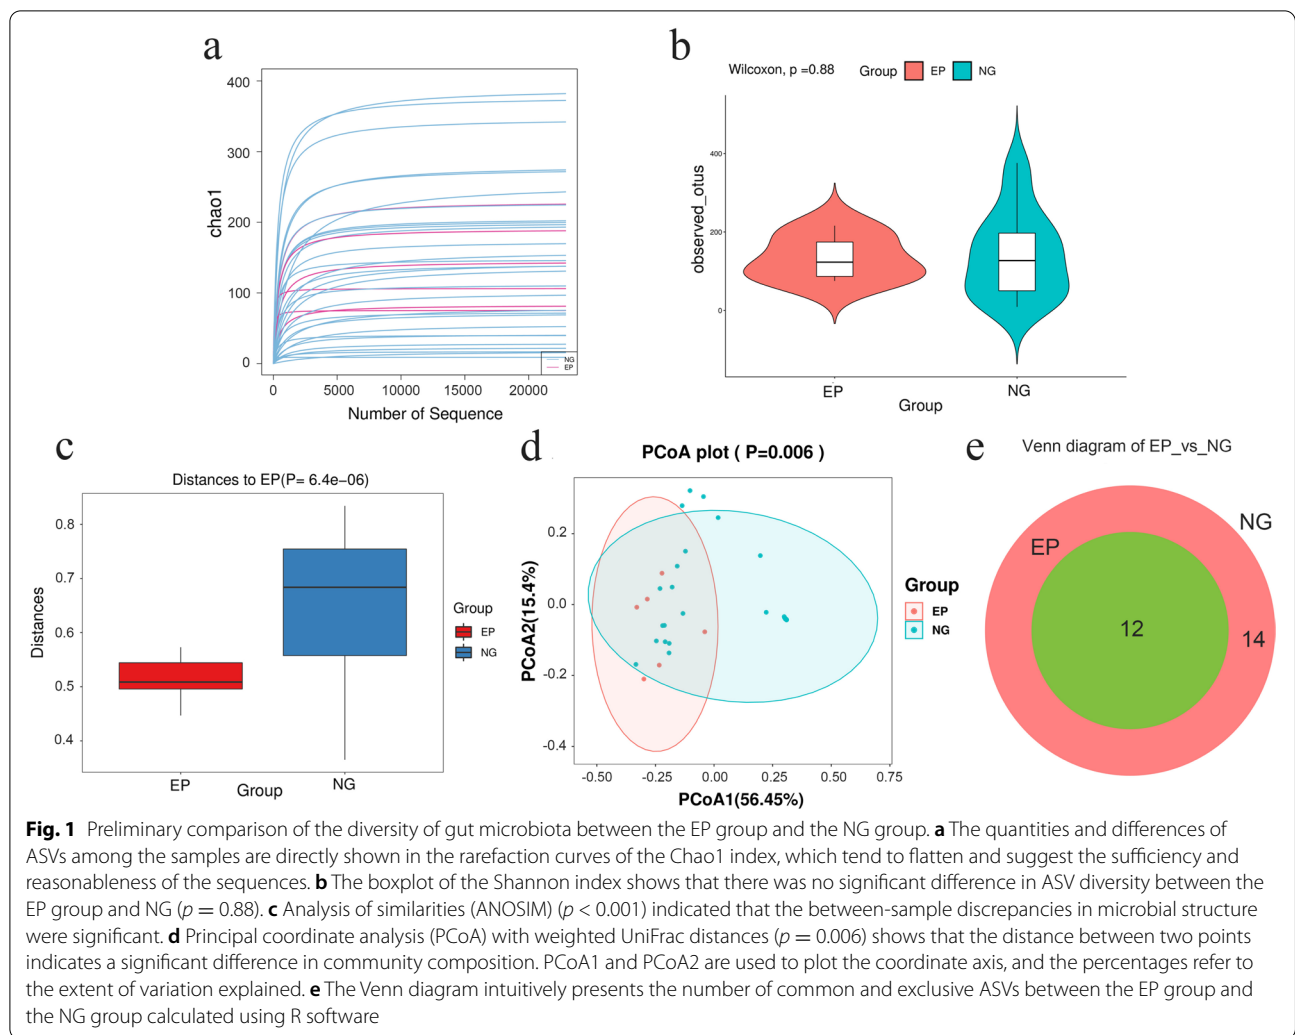 a
400
300
200
100
0
chao1
0 5000 10000 15000 20000
Number of Sequence
NG
EP
b
Wilcoxon, p =0.88 Group EP NG
400
200
0
observed_otus
EP NG
Group
c
Distances to EP(P= 6.4e−06)
0.8
0.7
0.6
0.5
0.4
Distances
EP NG
Group
Group
EP
NG
d
PCoA plot ( P=0.006 )
0.2
0.0
-0.2
-0.4
PCoA2(15.4%)
-0.50 -0.25 0.00 0.25 0.50 0.75
PCoA1(56.45%)
Group
EP
NG
e
Venn diagram of EP_vs_NG
NG
EP
12
14
Fig. 1 Preliminary comparison of the diversity of gut microbiota between the EP group and the NG group. a The quantities and differences of
ASVs among the samples are directly shown in the rarefaction curves of the Chao1 index, which tend to flatten and suggest the sufficiency and
reasonableness of the sequences. b The boxplot of the Shannon index shows that there was no significant difference in ASV diversity between the
EP group and NG (p = 0.88). c Analysis of similarities (ANOSIM) (p < 0.001) indicated that the between-sample discrepancies in microbial structure
were significant. d Principal coordinate analysis (PCoA) with weighted UniFrac distances (p = 0.006) shows that the distance between two points
indicates a significant difference in community composition. PCoA1 and PCoA2 are used to plot the coordinate axis, and the percentages refer to
the extent of variation explained. e The Venn diagram intuitively presents the number of common and exclusive ASVs between the EP group and
the NG group calculated using R software